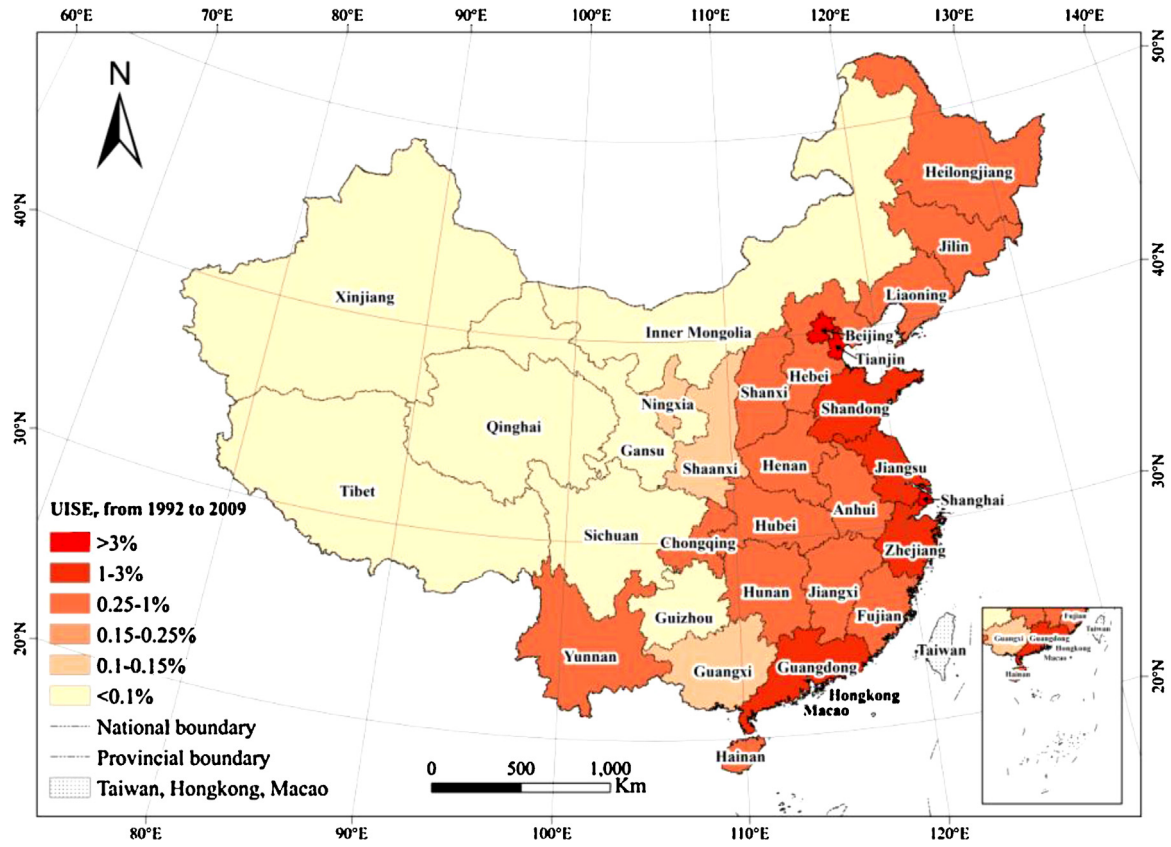 60°E
70°E
80°E
90°E
100°E
110°E
120°E
130°E
140°E
N
50°N
40°N
40°N
30°N
30°N
20°N
20°N
Heilongjiang
Jilin
Liaoning
Xinjiang
Inner Mongolia
Beijing
Tianjin
Hebei
Shanxi
Ningxia
Shandong
Qinghai
Gansu
Shaanxi
Henan
Jiangsu
Tibet
Shanghai
Anhui
Hubei
Sichuan
Chongqing
Zhejiang
Hunan
Jiangxi
Guizhou
Fujian
Yunnan
Guangxi
Guangdong
Taiwan
Hongkong
Macao
Hainan
UISEr from 1992 to 2009
>3%
1-3%
0.25-1%
0.15-0.25%
0.1-0.15%
<0.1%
National boundary
Provincial boundary
Taiwan, Hongkong, Macao
0 500 1,000
Km
Fujian
Taiwan
Guangxi
Guangdong
Hongkong
Macao
Hainan
80°E
90°E
100°E
110°E
120°E